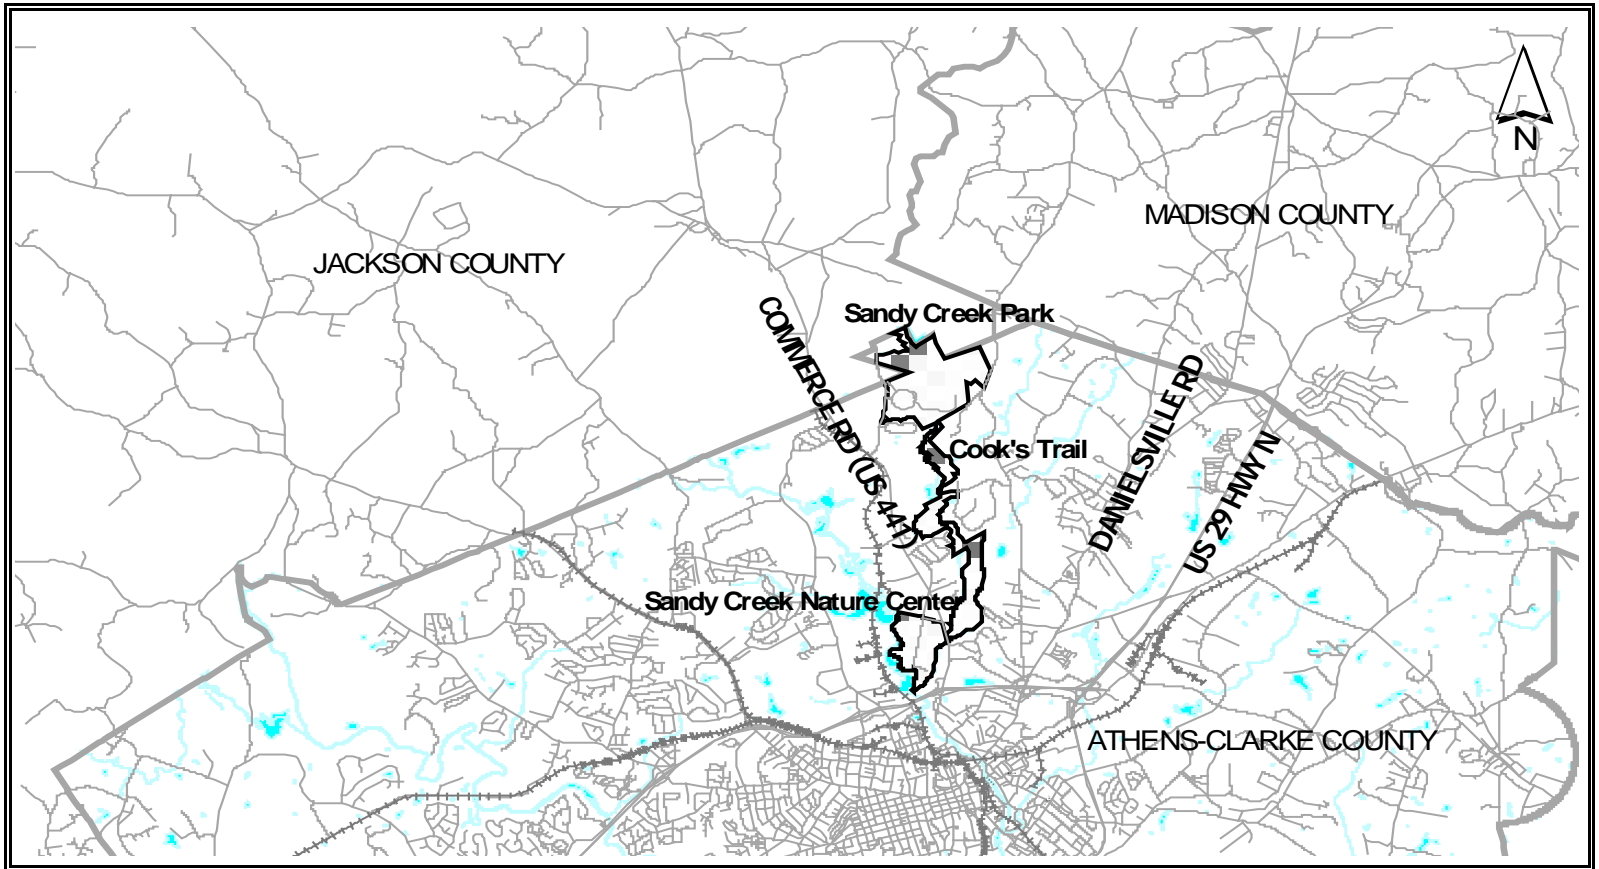 N
MADISON COUNTY
JACKSON COUNTY
Sandy Creek Park
COMMERCE RD (US 441)
Cook's Trail
DANIELSVILLE RD
US 29 HWY N
Sandy Creek Nature Center
ATHENS-CLARKE COUNTY